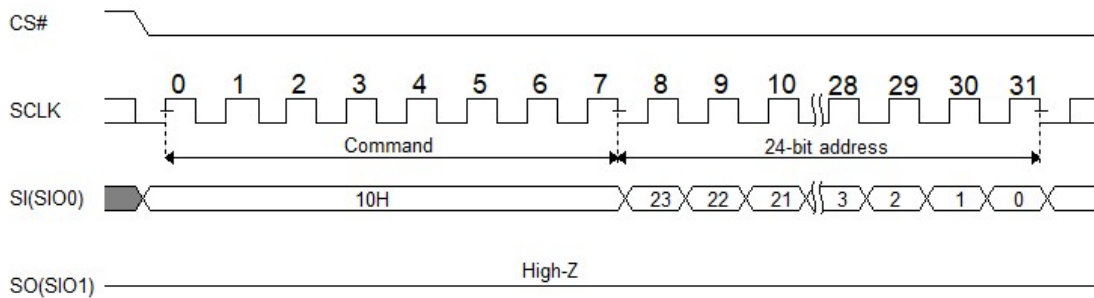 CS#
0 1 2 3 4 5 6 7 8 9 10 28 29 30 31
SCLK
Command 24-bit address
SI(SIO0) 10H 23 22 21 3 2 1 0
High-Z
SO(SIO1)